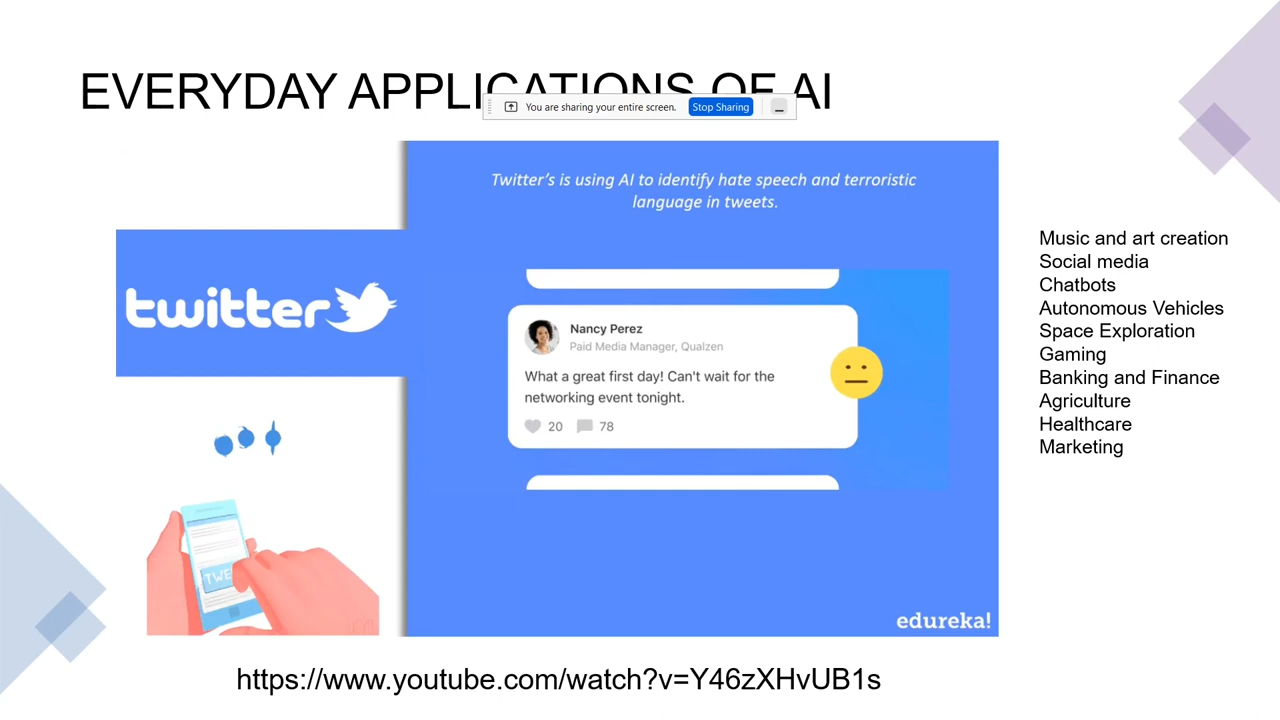 EVERYDAY APPLICATIONS OF AI
You are sharing your entire screen.
Stop Sharing
Twitter's is using AI to identify hate speech and terroristic
language in tweets.
twitter
Nancy Perez
Paid Media Manager, Qualzen
What a great first day! Can't wait for the
networking event tonight.
20 78
TWE
edureka!
Music and art creation
Social media
Chatbots
Autonomous Vehicles
Space Exploration
Gaming
Banking and Finance
Agriculture
Healthcare
Marketing
https://www.youtube.com/watch?v=Y46zXHvUB1s